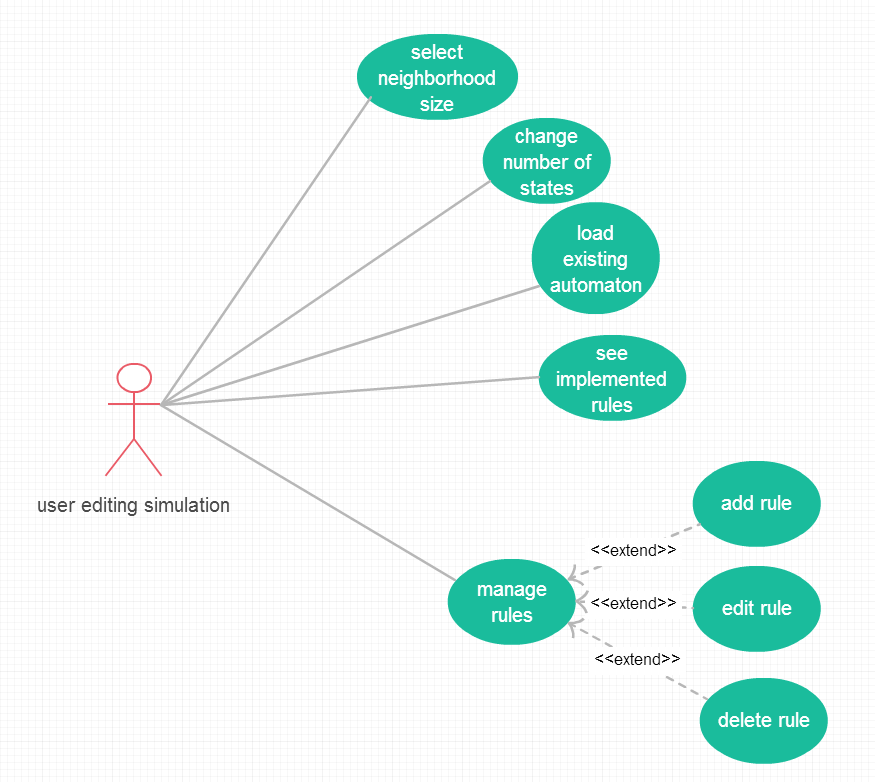 select
neighborhood
size
change
number of
states
load
existing
automaton
see
implemented
rules
user editing simulation
add rule
<<extend>>
manage
rules
<<extend>>
edit rule
<<extend>>
delete rule